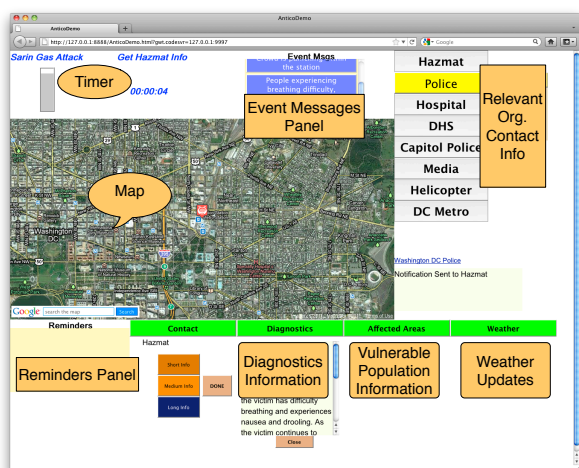 AnticoDemo
AnticoDemo
http://127.0.0.1:8888/AnticoDemo.html?gwt.codesvr=127.0.0.1:9997
Google
Sarin Gas Attack
Get Hazmat Info
Timer
00:00:04
Event Msgs
the station
People experiencing
breathing difficulty,
Event Messages
Panel
Hazmat
Police
Hospital
DHS
Capitol Police
Media
Helicopter
DC Metro
Relevant
Org.
Contact
Info
Map
Washington
DC
Google
search the map
Search
Washington DC Police
Notification Sent to Hazmat
Reminders
Contact
Diagnostics
Affected Areas
Weather
Reminders Panel
Hazmat
Short Info
Medium Info
Long Info
DONE
Diagnostics
Information
the victim has difficulty
breathing and experiences
nausea and drooling. As
the victim continues to
Close
Vulnerable
Population
Information
Weather
Updates